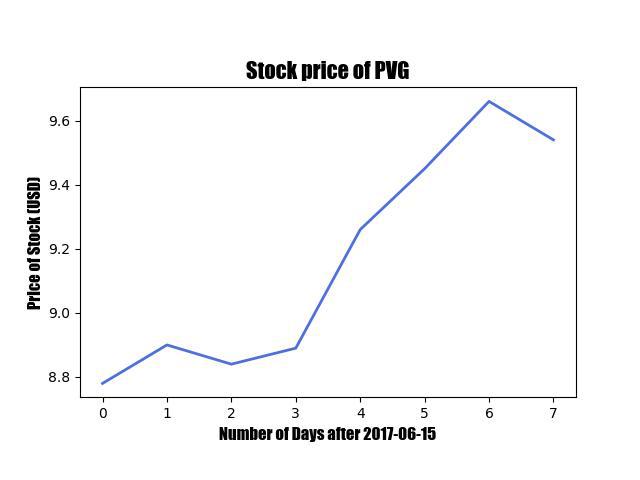 Stock price of PVG
Price of Stock (USD)
9.6
9.4
9.2
9.0
8.8
0 1 2 3 4 5 6 7
Number of Days after 2017-06-15